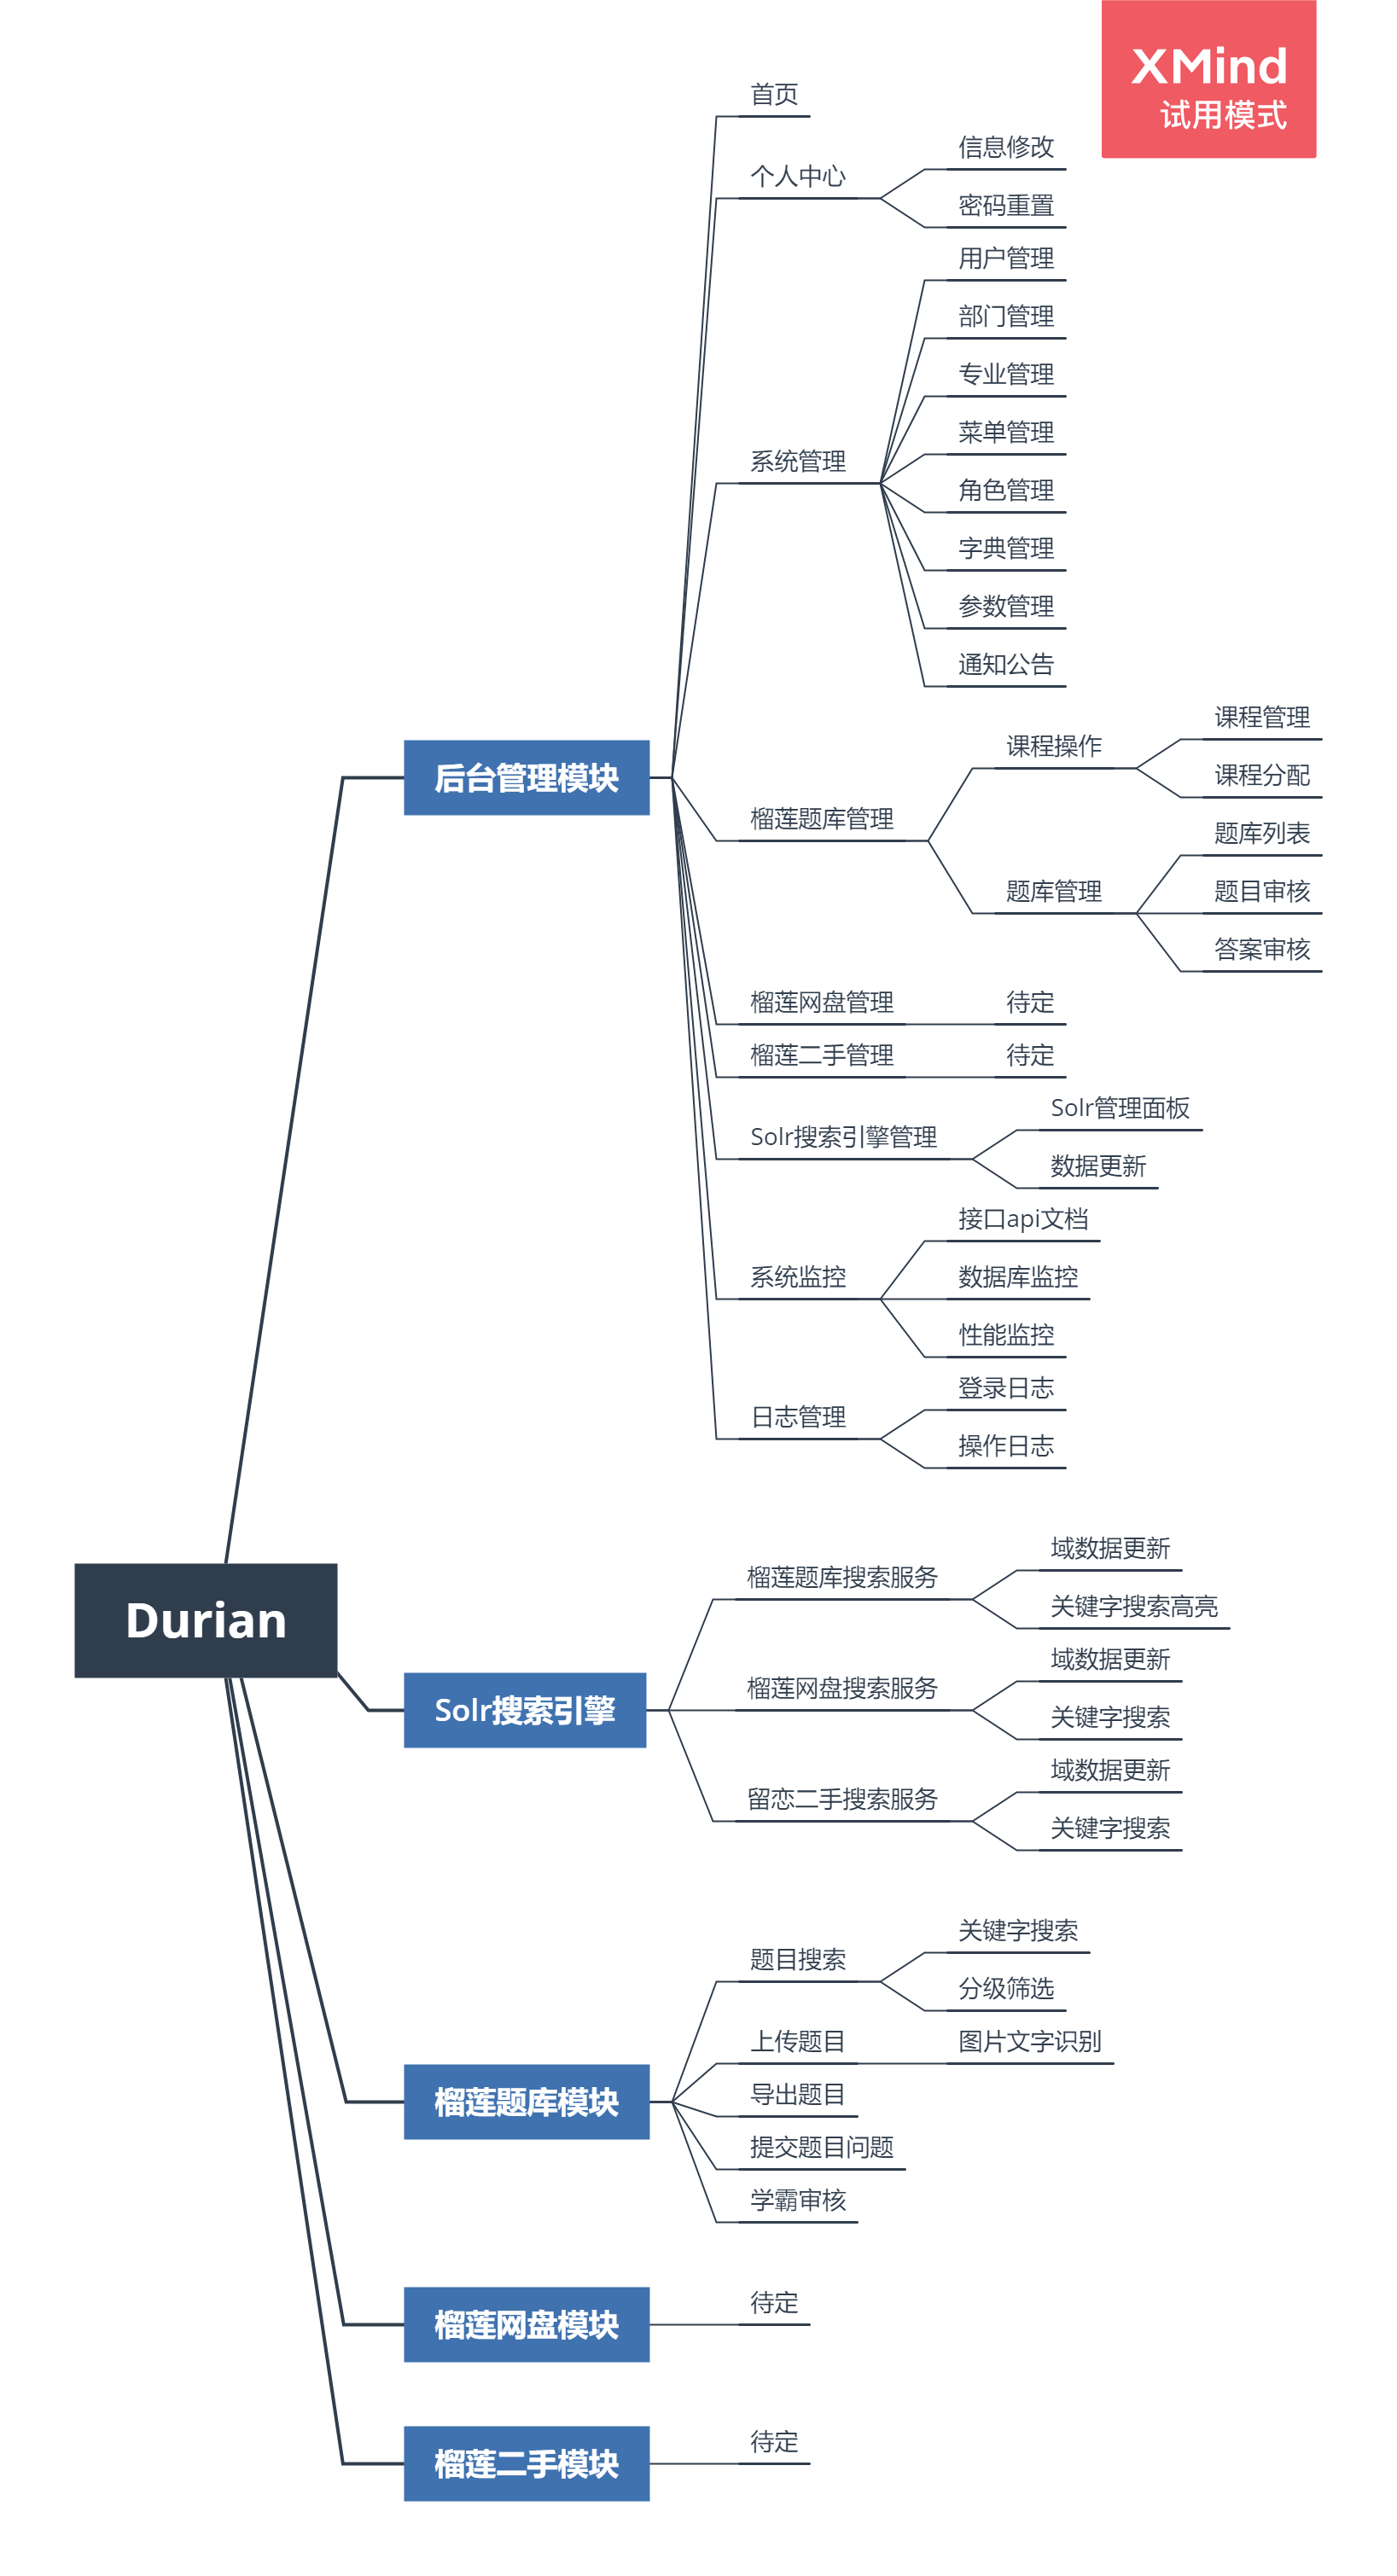 XMind
试用模式
首页
个人中心
信息修改
密码重置
系统管理
用户管理
部门管理
专业管理
菜单管理
角色管理
字典管理
参数管理
通知公告
后台管理模块
榴莲题库管理
课程操作
课程管理
课程分配
题库管理
题库列表
题目审核
答案审核
榴莲网盘管理
待定
榴莲二手管理
待定
Solr搜索引擎管理
Solr管理面板
数据更新
系统监控
接口api文档
数据库监控
性能监控
日志管理
登录日志
操作日志
Durian
Solr搜索引擎
榴莲题库搜索服务
域数据更新
关键字搜索高亮
榴莲网盘搜索服务
域数据更新
关键字搜索
留恋二手搜索服务
域数据更新
关键字搜索
榴莲题库模块
题目搜索
关键字搜索
分级筛选
上传题目
图片文字识别
导出题目
提交题目问题
学霸审核
榴莲网盘模块
待定
榴莲二手模块
待定